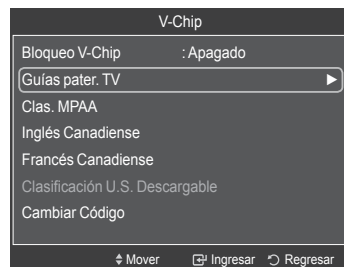 V-Chip
Bloqueo V-Chip : Apagado
Guías pater. TV
Clas. MPAA
Inglés Canadiense
Francés Canadiense
Clasificación U.S. Descargable
Cambiar Código
Mover Ingresar Regresar